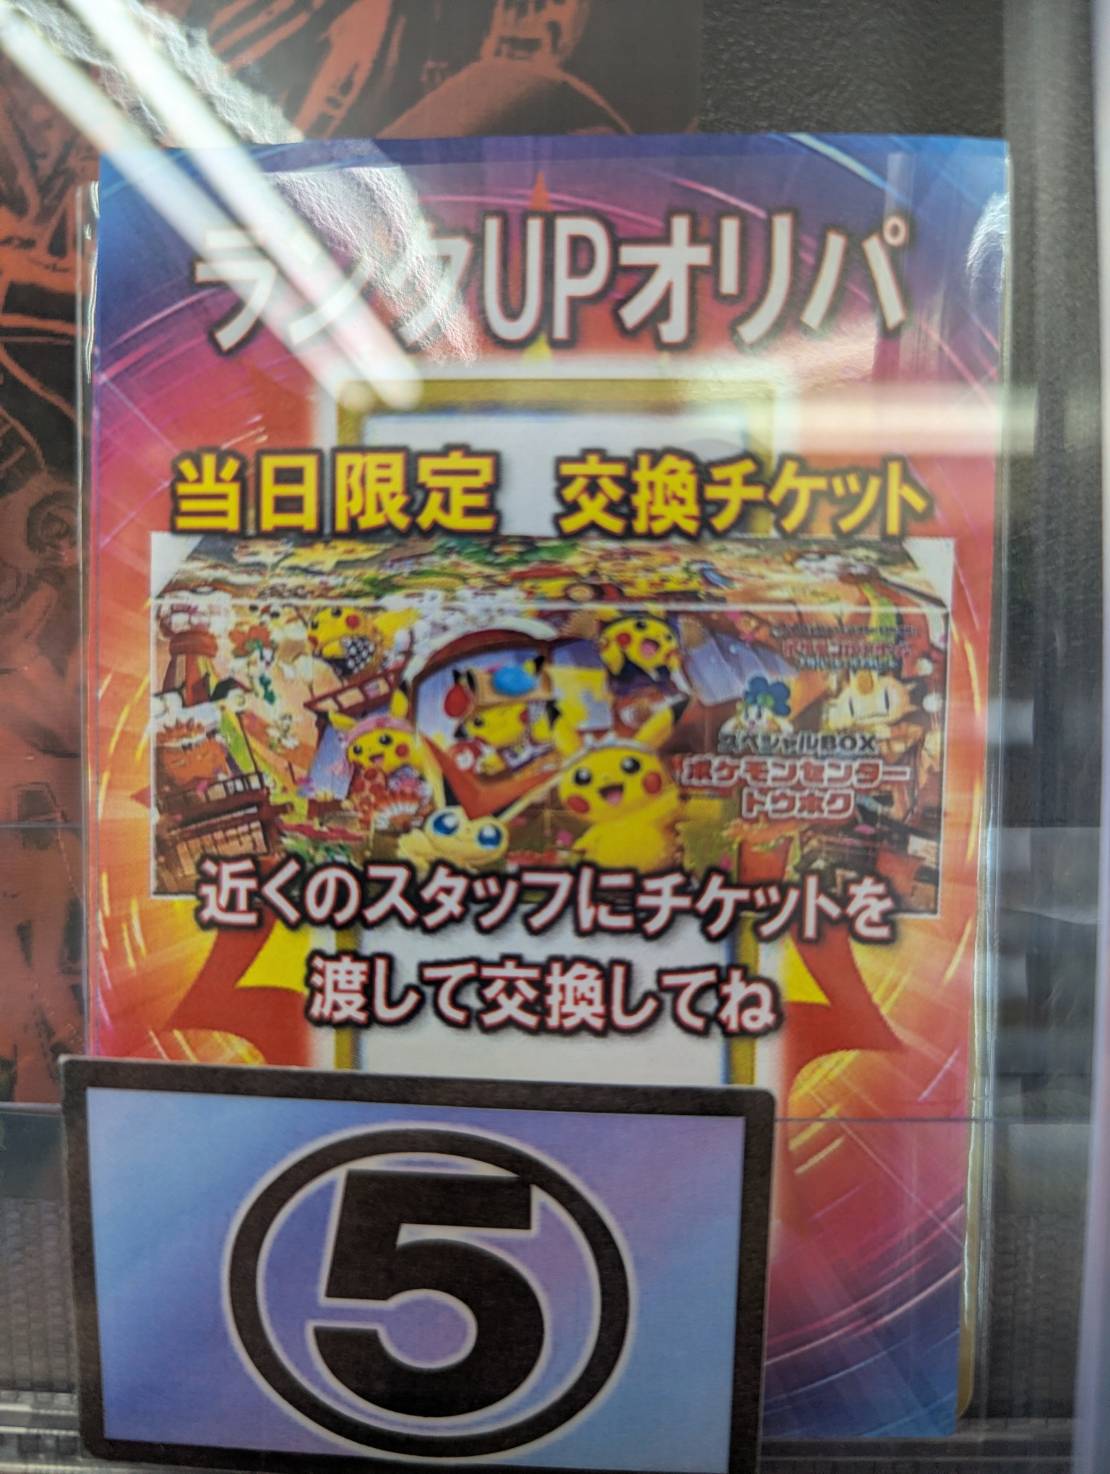 ランクUPオリパ
当日限定 交換チケット
スペシャルBOX
ポケモンセンター
トウホク
近くのスタッフにチケットを
渡して交換してね
5